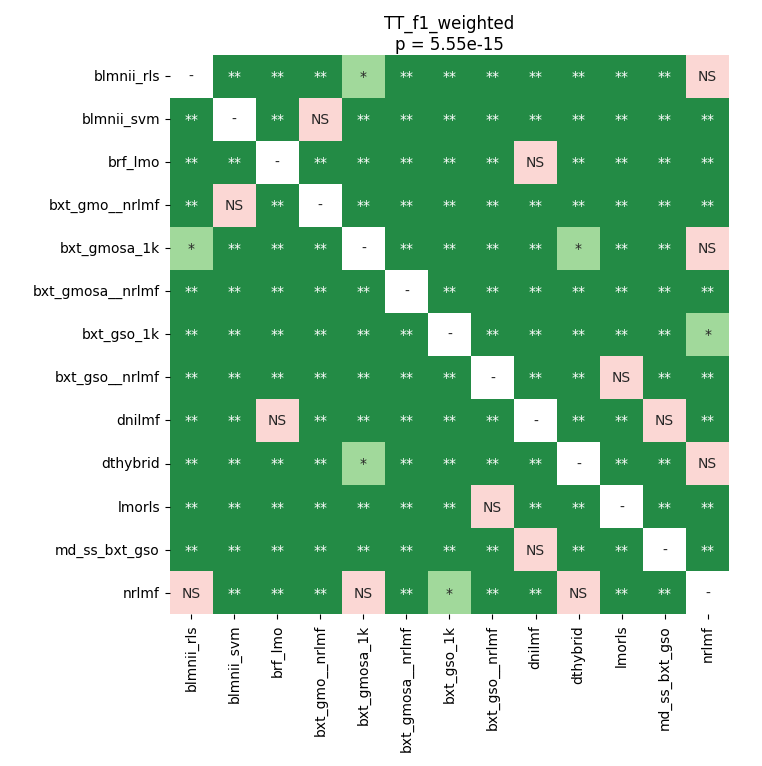 TT_f1_weighted
p = 5.55e-15
blmnii_rls - ** ** ** * ** ** ** ** ** ** ** NS
blmnii_svm ** - ** NS ** ** ** ** ** ** ** ** **
brf_lmo ** ** - ** ** ** ** ** NS ** ** ** **
bxt_gmo__nrlmf ** NS ** - ** ** ** ** ** ** ** ** **
bxt_gmosa_1k * ** ** ** - ** ** ** ** * ** ** NS
bxt_gmosa__nrlmf ** ** ** ** ** - ** ** ** ** ** ** **
bxt_gso_1k ** ** ** ** ** ** - ** ** ** ** ** *
bxt_gso__nrlmf ** ** ** ** ** ** ** - ** ** NS ** **
dnilmf ** ** NS ** ** ** ** ** - ** ** NS **
dthybrid ** ** ** ** * ** ** ** ** - ** ** NS
lmorls ** ** ** ** ** ** ** NS ** ** - ** **
md_ss_bxt_gso ** ** ** ** ** ** ** ** NS ** ** - **
nrlmf NS ** ** ** NS ** * ** ** NS ** ** -
blmnii_rls
blmnii_svm
brf_lmo
bxt_gmo__nrlmf
bxt_gmosa_1k
bxt_gmosa__nrlmf
bxt_gso_1k
bxt_gso__nrlmf
dnilmf
dthybrid
lmorls
md_ss_bxt_gso
nrlmf